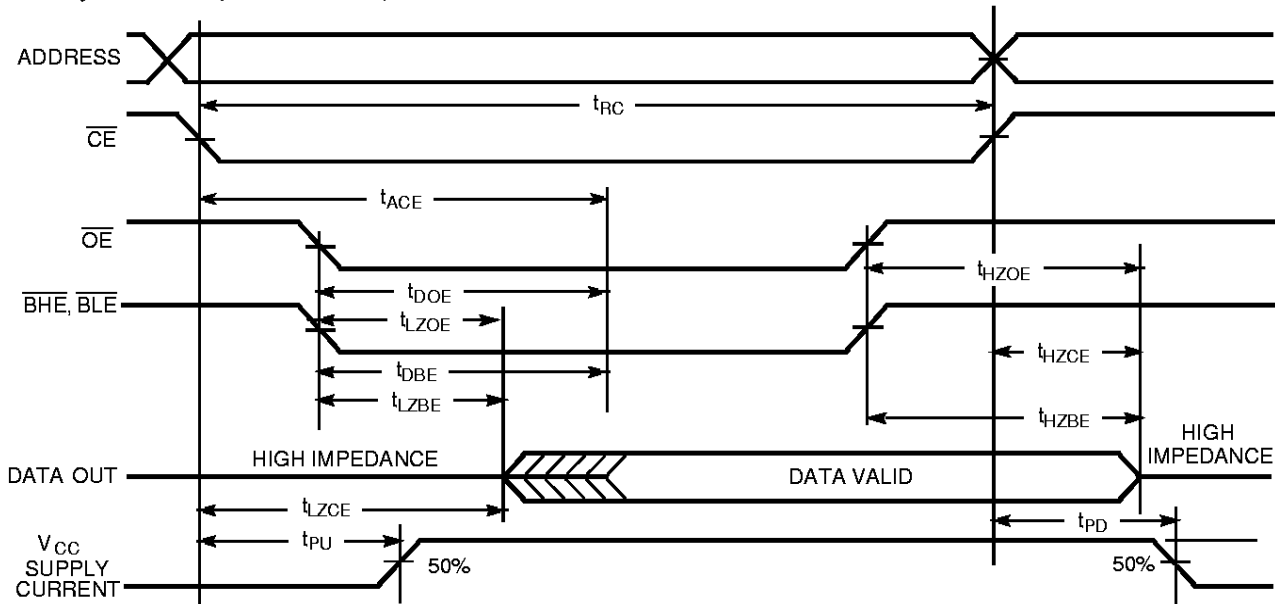 ADDRESS
tRC
CE
tACE
OE
tHZOE
tDOE
BHE, BLE
tLZOE
tHZCE
tDBE
tLZBE
tHZBE
HIGH IMPEDANCE
HIGH
IMPEDANCE
DATA OUT
DATA VALID
tLZCE
tPD
tPU
VCC
SUPPLY
CURRENT
50%
50%